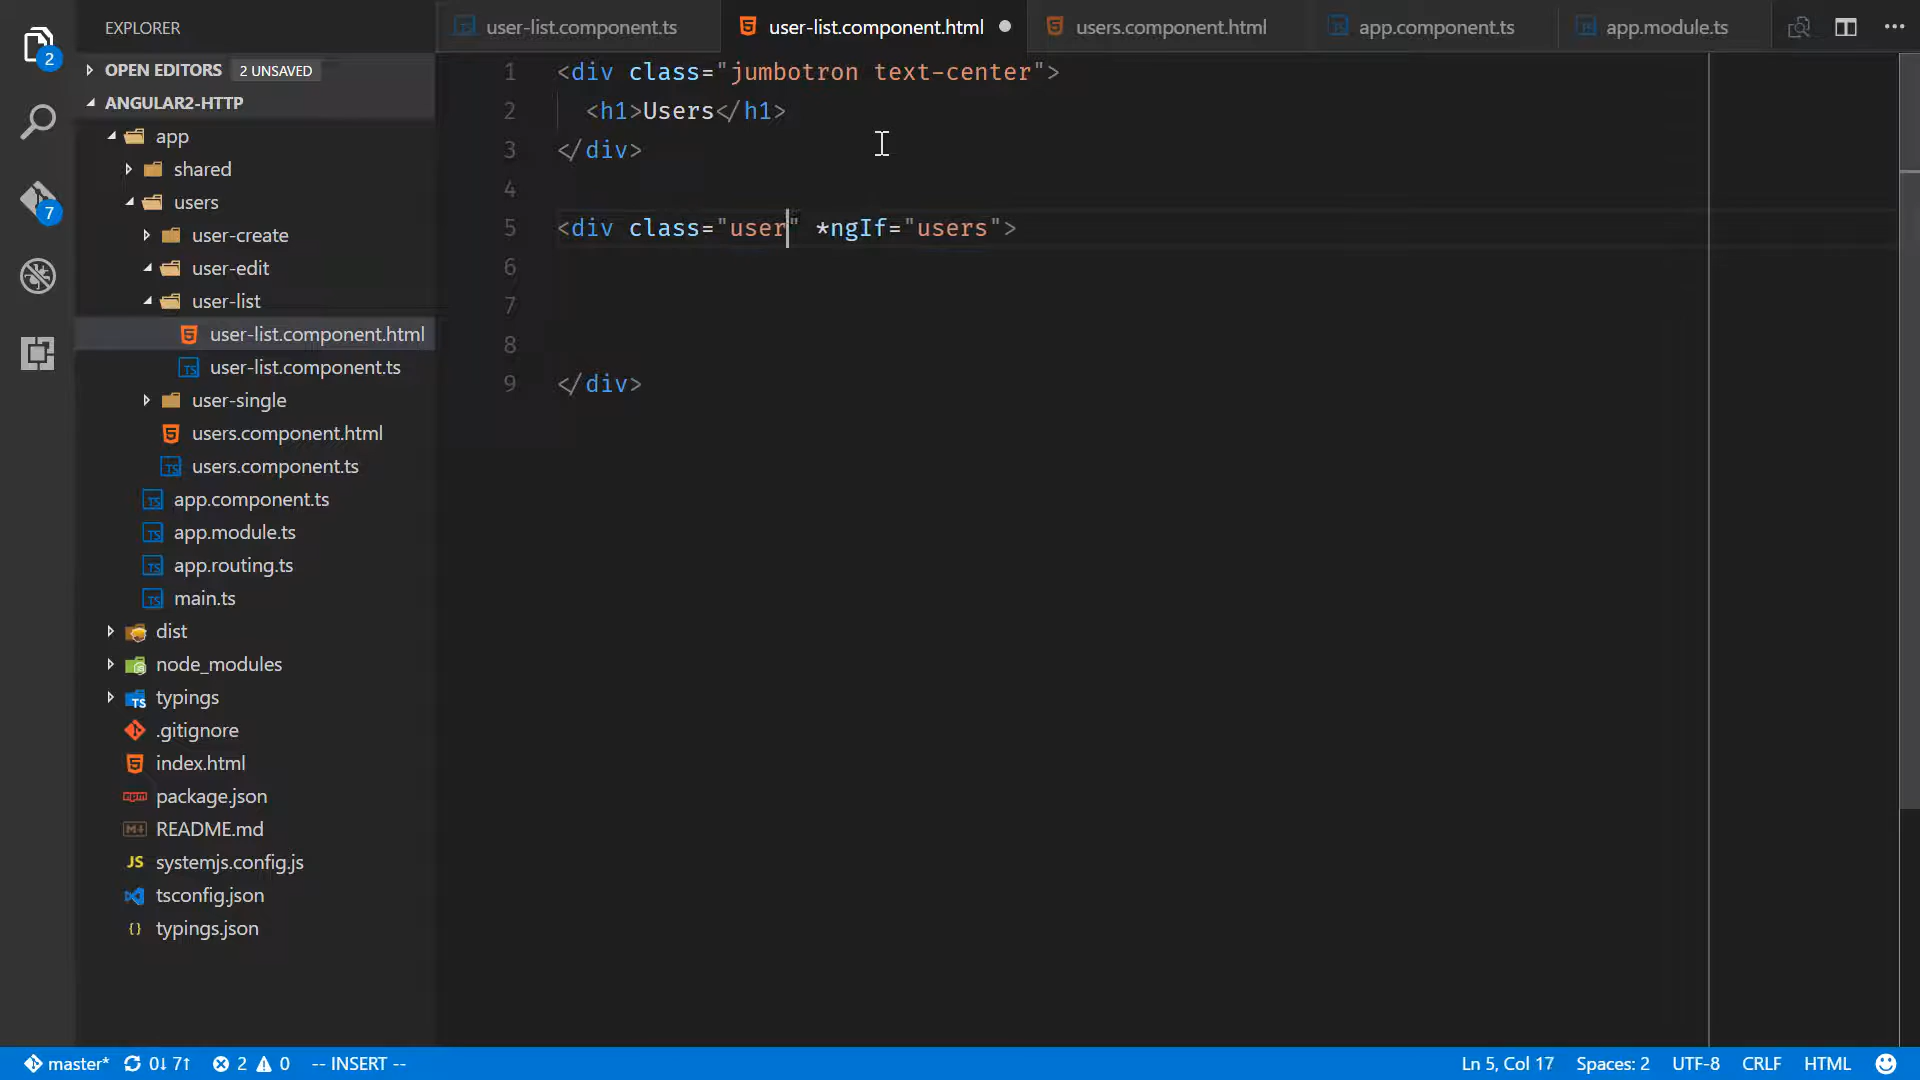 EXPLORER
OPEN EDITORS 2 UNSAVED
ANGULAR2-HTTP
app
shared
users
user-create
user-edit
user-list
user-list.component.html
user-list.component.ts
user-single
users.component.html
users.component.ts
app.component.ts
app.module.ts
app.routing.ts
main.ts
dist
node_modules
typings
.gitignore
index.html
package.json
README.md
systemjs.config.js
tsconfig.json
typings.json
2
7
user-list.component.ts user-list.component.html users.component.html app.component.ts app.module.ts
1 <div class="jumbotron text-center">
2 <h1>Users</h1>
3 </div>
4
5 <div class="user" *ngIf="users">
6
7
8
9 </div>
master* 0↓ 7↑ 2 0 -- INSERT -- Ln 5, Col 17 Spaces: 2 UTF-8 CRLF HTML